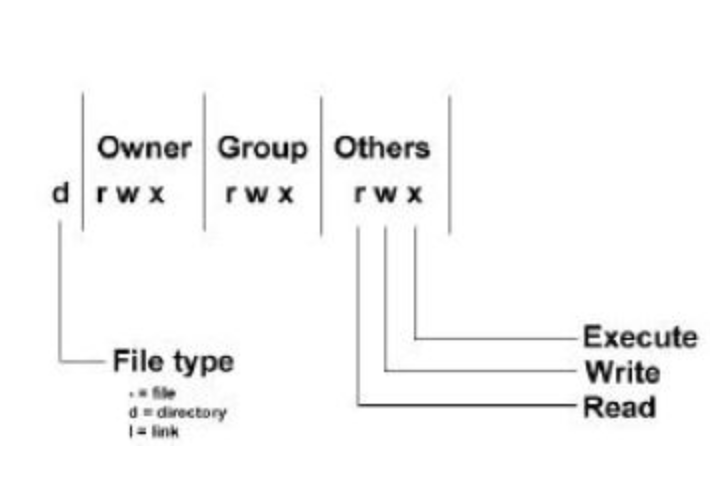 Owner Group Others
d r w x r w x r w x
Execute
File type
Write
- = file
Read
d = directory
l = link